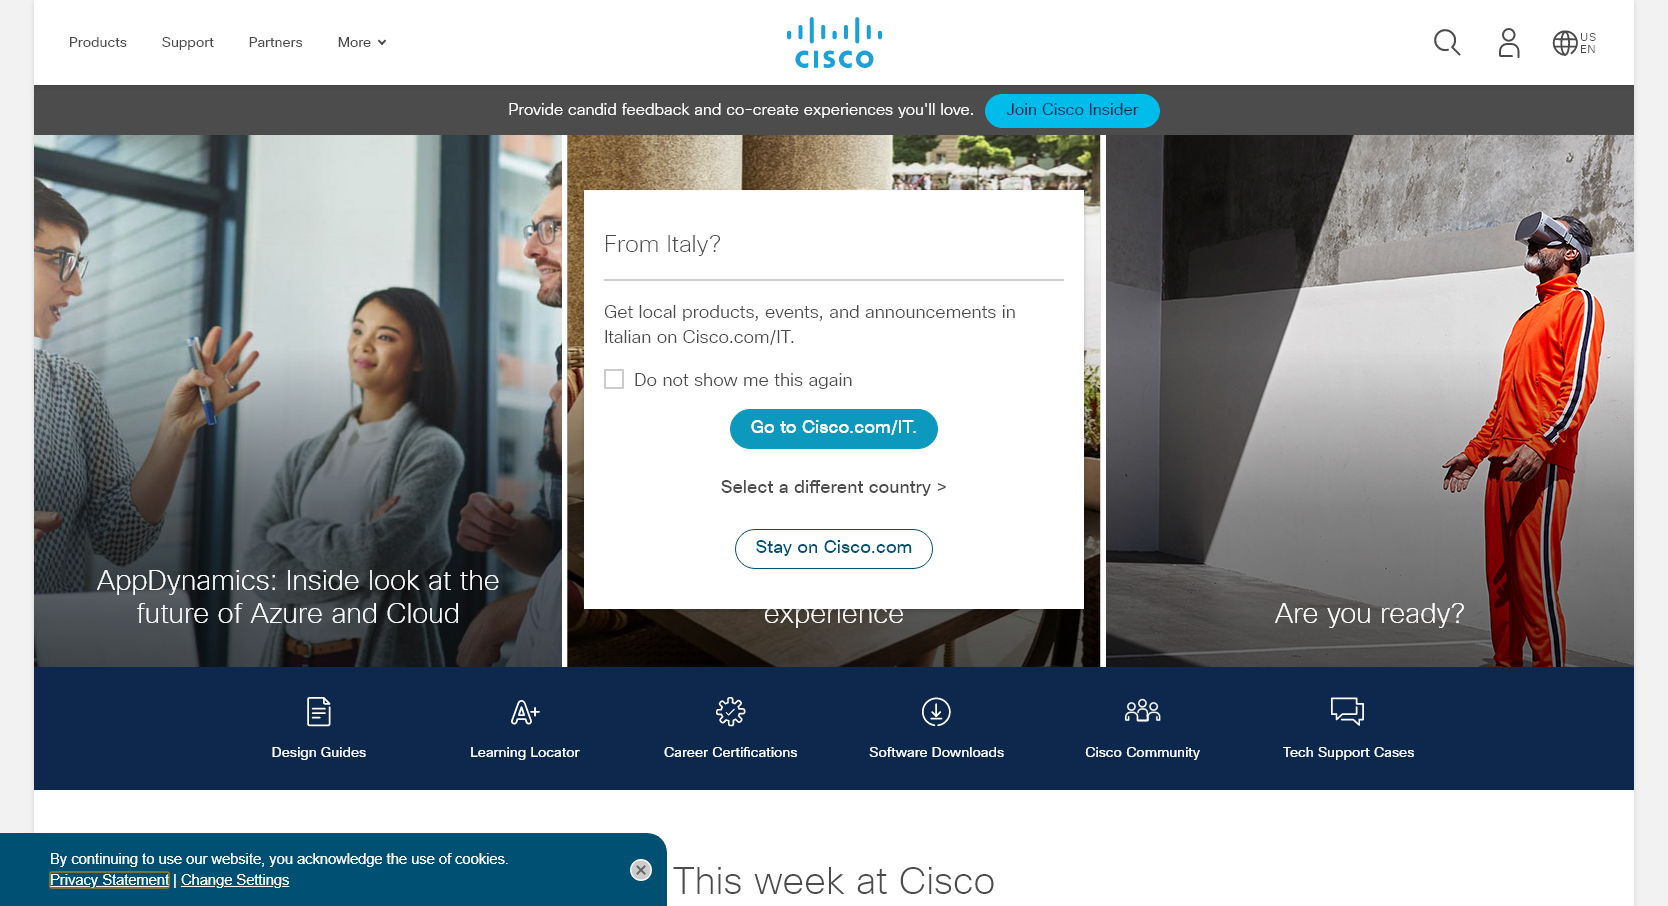 Products
Support
Partners
More
CISCO
US
EN
Provide candid feedback and co-create experiences you'll love.
Join Cisco Insider
From Italy?
Get local products, events, and announcements in
Italian on Cisco.com/IT.
Do not show me this again
Go to Cisco.com/IT.
Select a different country >
Stay on Cisco.com
AppDynamics: Inside look at the
future of Azure and Cloud
experience
Are you ready?
Design Guides
Learning Locator
Career Certifications
Software Downloads
Cisco Community
Tech Support Cases
By continuing to use our website, you acknowledge the use of cookies.
Privacy Statement | Change Settings
This week at Cisco